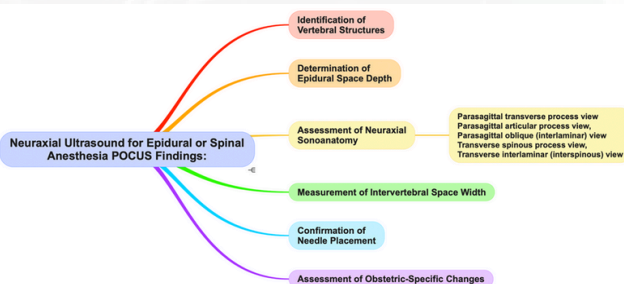 Identification of
Vertebral Structures
Determination of
Epidural Space Depth
Neuraxial Ultrasound for Epidural or Spinal
Anesthesia POCUS Findings:
Assessment of Neuraxial
Sonoanatomy
Parasagittal transverse process view
Parasagittal articular process view,
Parasagittal oblique (interlaminar) view
Transverse spinous process view,
Transverse interlaminar (interspinous) view
Measurement of Intervertebral Space Width
Confirmation of
Needle Placement
Assessment of Obstetric-Specific Changes